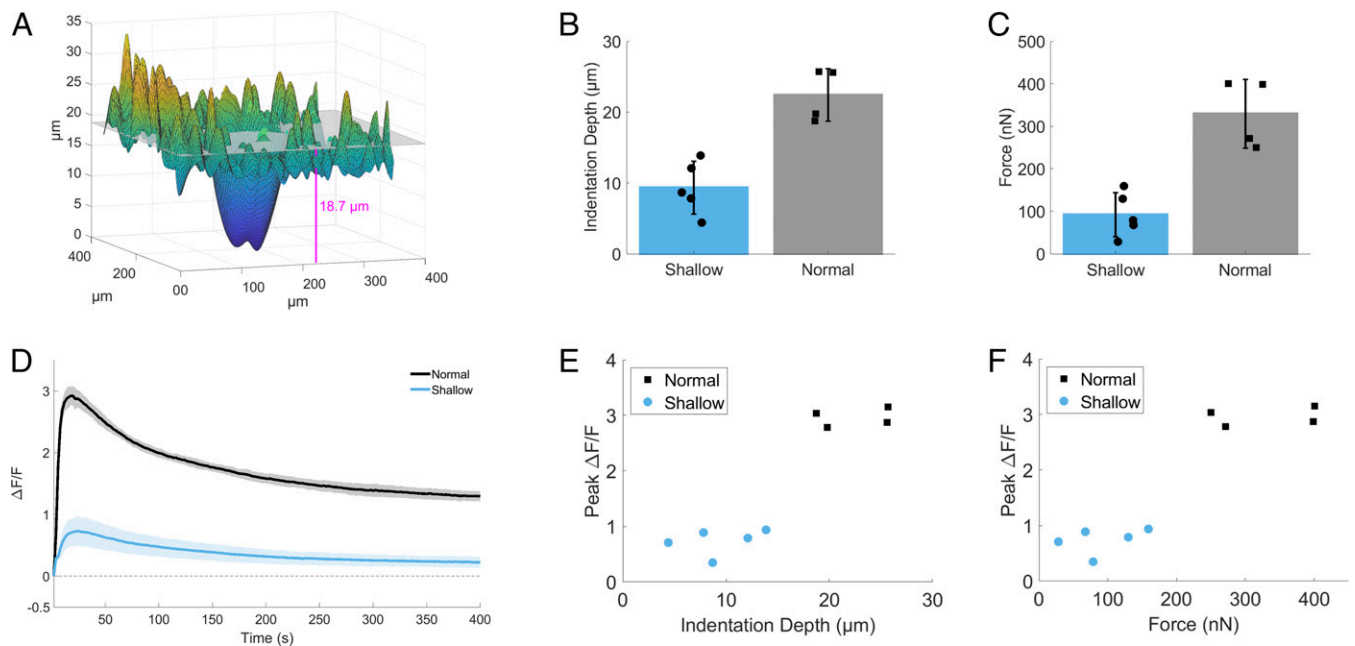 A
35
30
25
20
15
10
5
0
µm
400
200
µm
00
100
200
300
400
µm
18.7 µm
B
30
20
10
0
Indentation Depth (µm)
Shallow
Normal
C
500
400
300
200
100
0
Force (nN)
Shallow
Normal
D
3
2
1
0
-0.5
ΔF/F
50
100
150
200
250
300
350
400
Time (s)
Normal
Shallow
E
4
3
2
1
0
Peak ΔF/F
0
10
20
30
Indentation Depth (µm)
Normal
Shallow
F
4
3
2
1
0
Peak ΔF/F
0
100
200
300
400
Force (nN)
Normal
Shallow